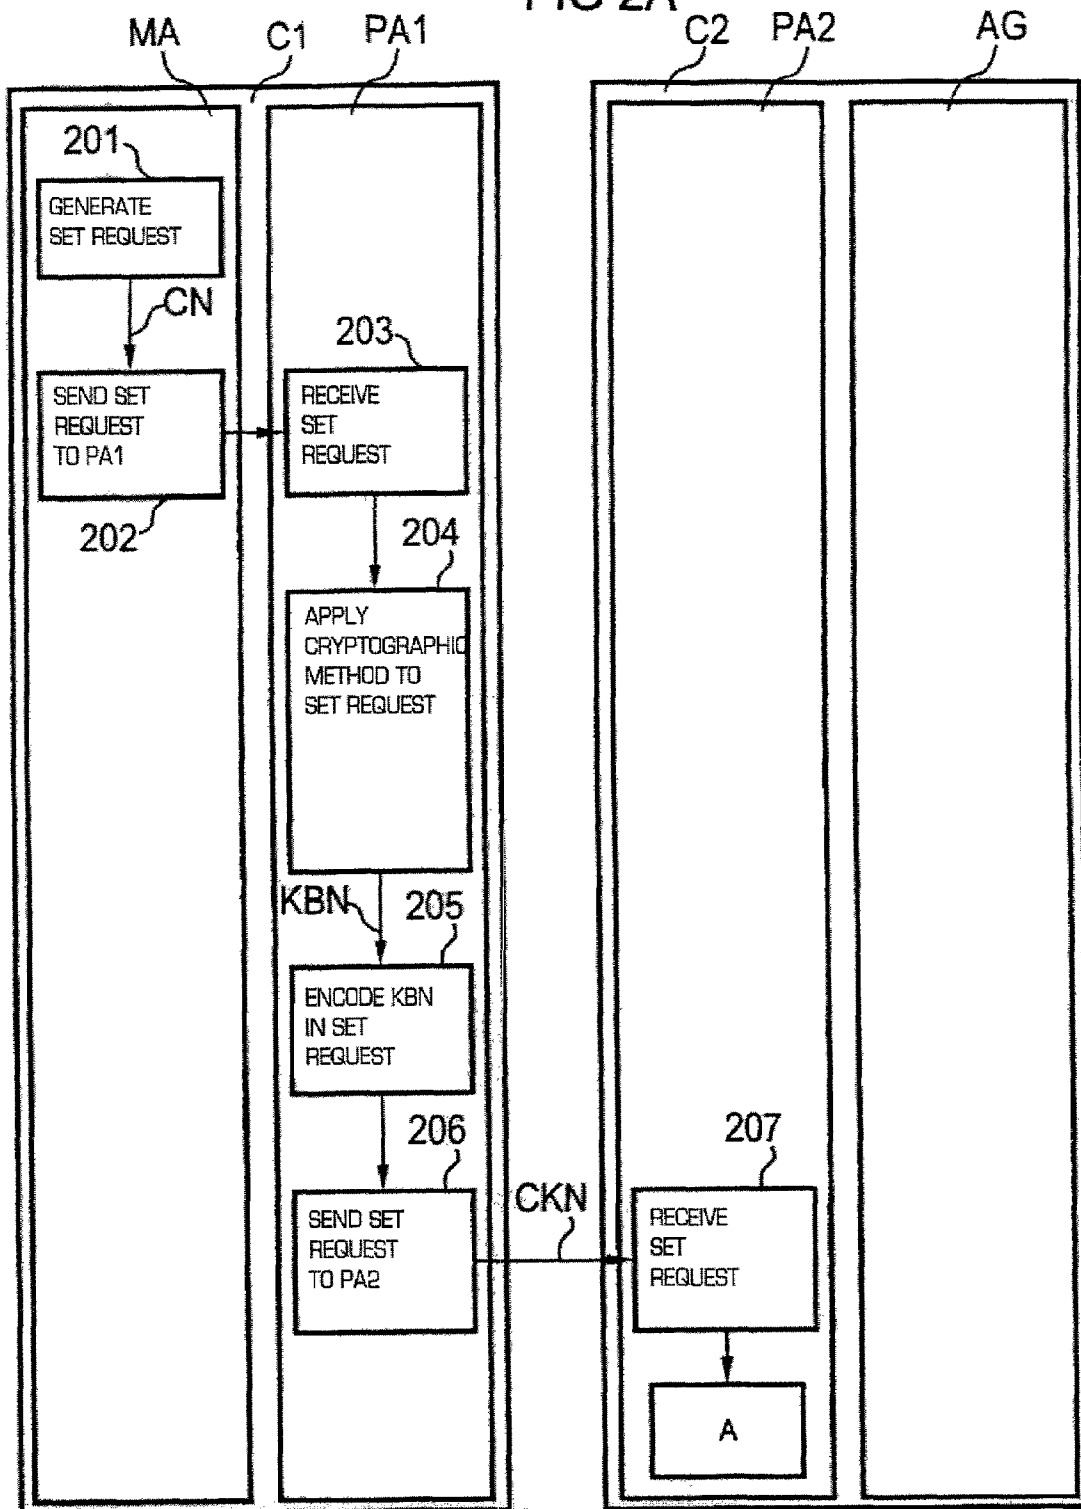 FIG 2A
MA
C1
PA1
C2
PA2
AG
201
GENERATE
SET REQUEST
CN
203
SEND SET
REQUEST
TO PA1
RECEIVE
SET
REQUEST
202
204
APPLY
CRYPTOGRAPHIC
METHOD TO
SET REQUEST
KBN
205
ENCODE KBN
IN SET
REQUEST
206
207
SEND SET
REQUEST
TO PA2
CKN
RECEIVE
SET
REQUEST
A